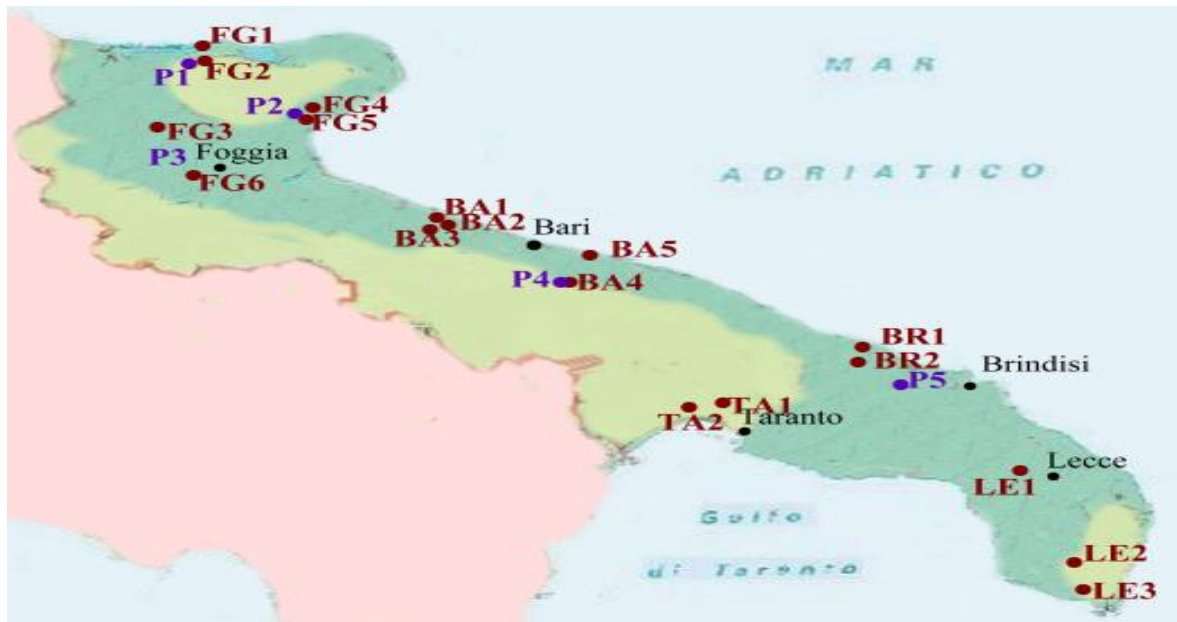 FG1
P1
FG2
MAR
P2
FG4
FG5
FG3
P3
Foggia
FG6
ADRIATICO
BA1
BA2
Bari
BA3
BA5
P4
BA4
BR1
BR2
Brindisi
P5
TA1
TA2
Taranto
Lecce
LE1
Golfo
di Taranto
LE2
LE3